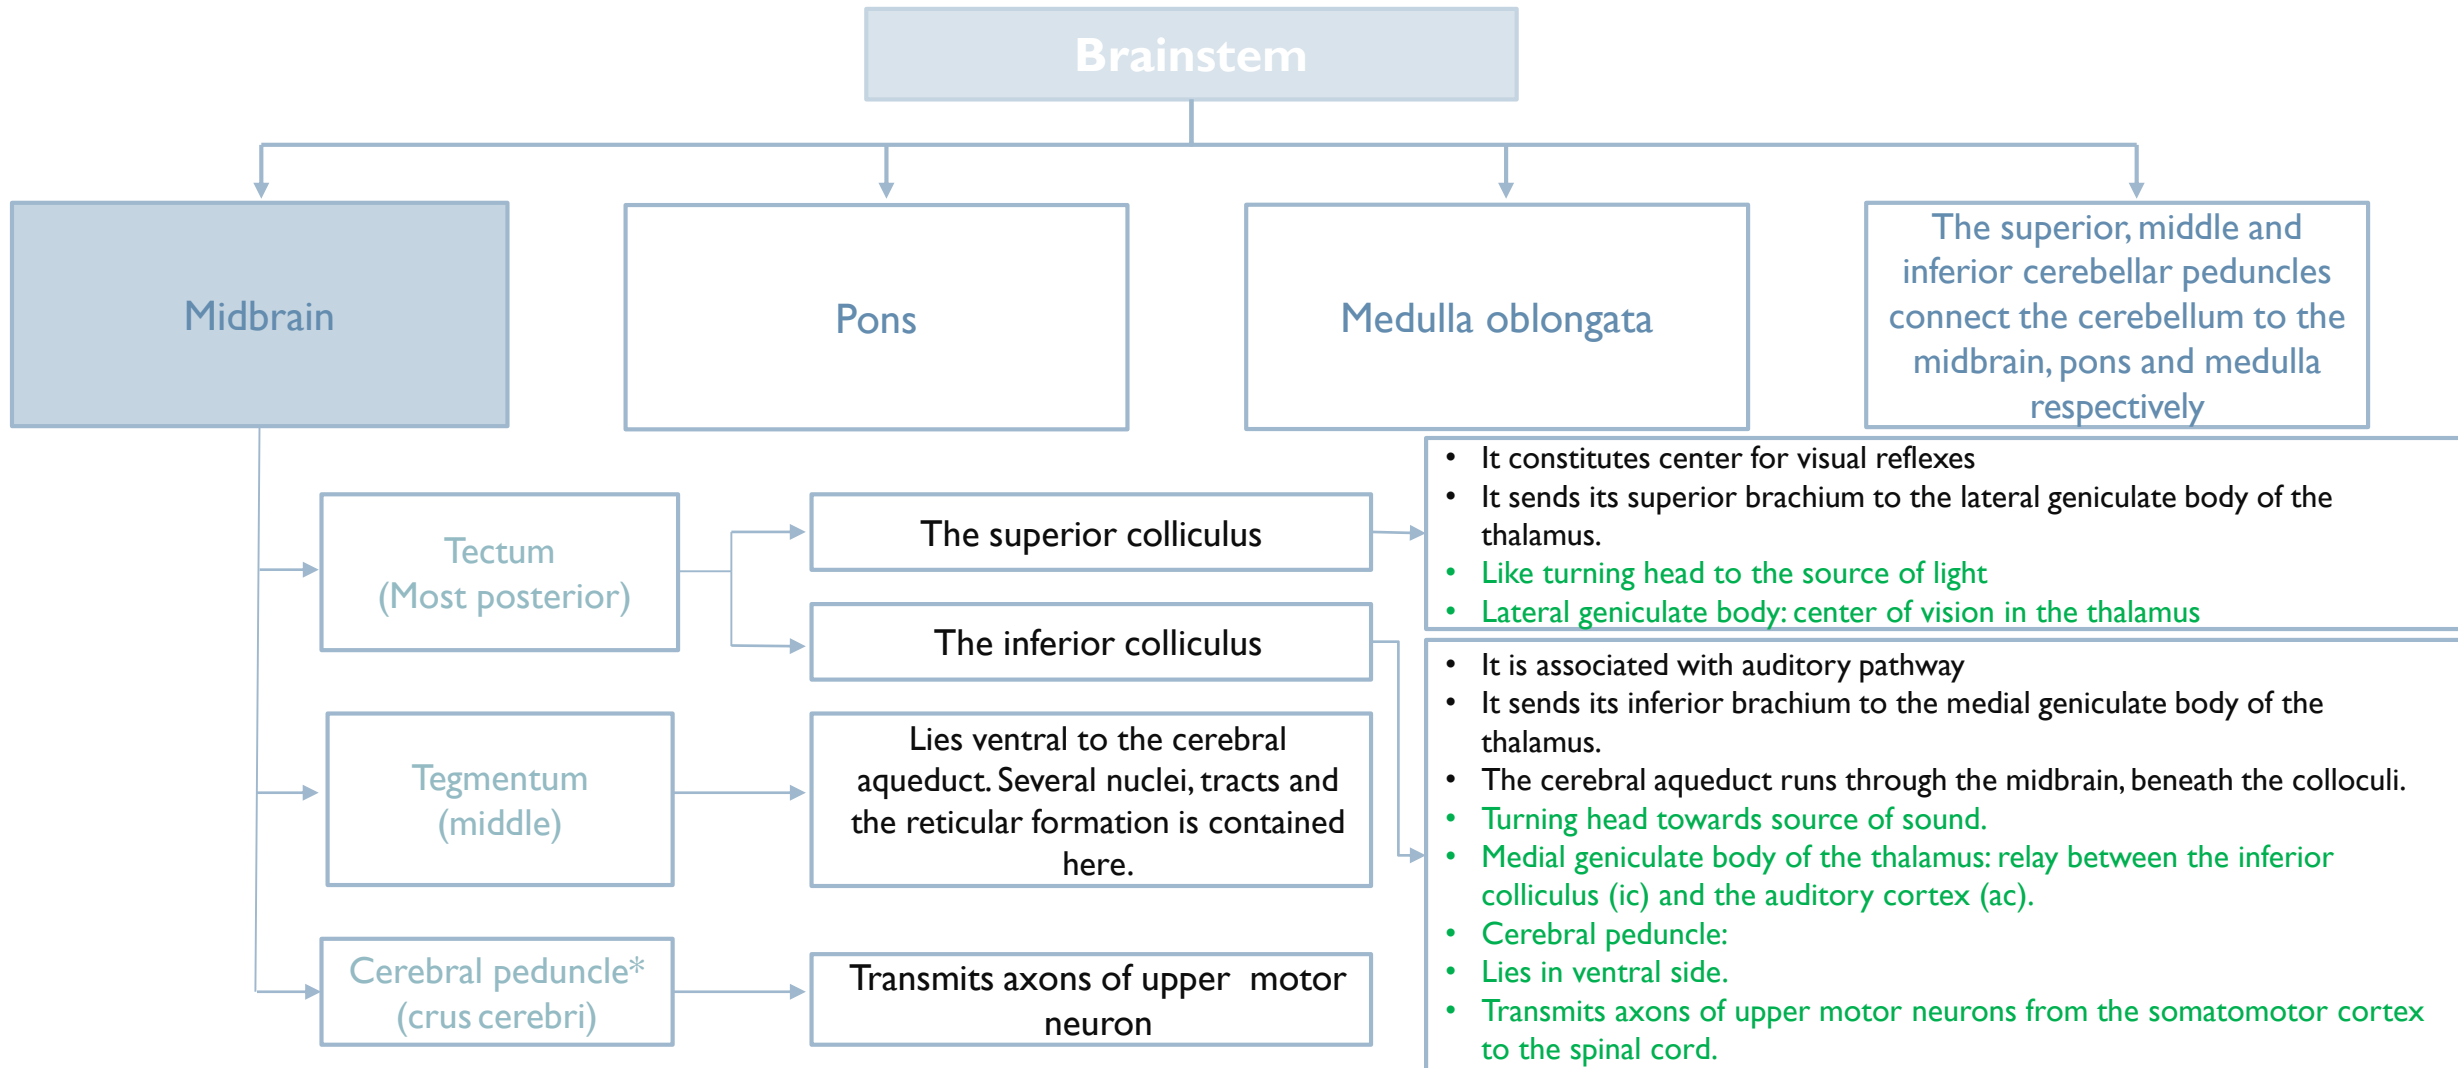 Brainstem
Midbrain
Pons
Medulla oblongata
The superior, middle and
inferior cerebellar peduncles
connect the cerebellum to the
midbrain, pons and medulla
respectively
Tectum
(Most posterior)
The superior colliculus
• It constitutes center for visual reflexes
• It sends its superior brachium to the lateral geniculate body of the
thalamus.
• Like turning head to the source of light
• Lateral geniculate body: center of vision in the thalamus
The inferior colliculus
• It is associated with auditory pathway
• It sends its inferior brachium to the medial geniculate body of the
thalamus.
• The cerebral aqueduct runs through the midbrain, beneath the colloculi.
• Turning head towards source of sound.
• Medial geniculate body of the thalamus: relay between the inferior
colliculus (ic) and the auditory cortex (ac).
• Cerebral peduncle:
• Lies in ventral side.
• Transmits axons of upper motor neurons from the somatomotor cortex
to the spinal cord.
Tegmentum
(middle)
Lies ventral to the cerebral
aqueduct. Several nuclei, tracts and
the reticular formation is contained
here.
Cerebral peduncle*
(crus cerebri)
Transmits axons of upper motor
neuron